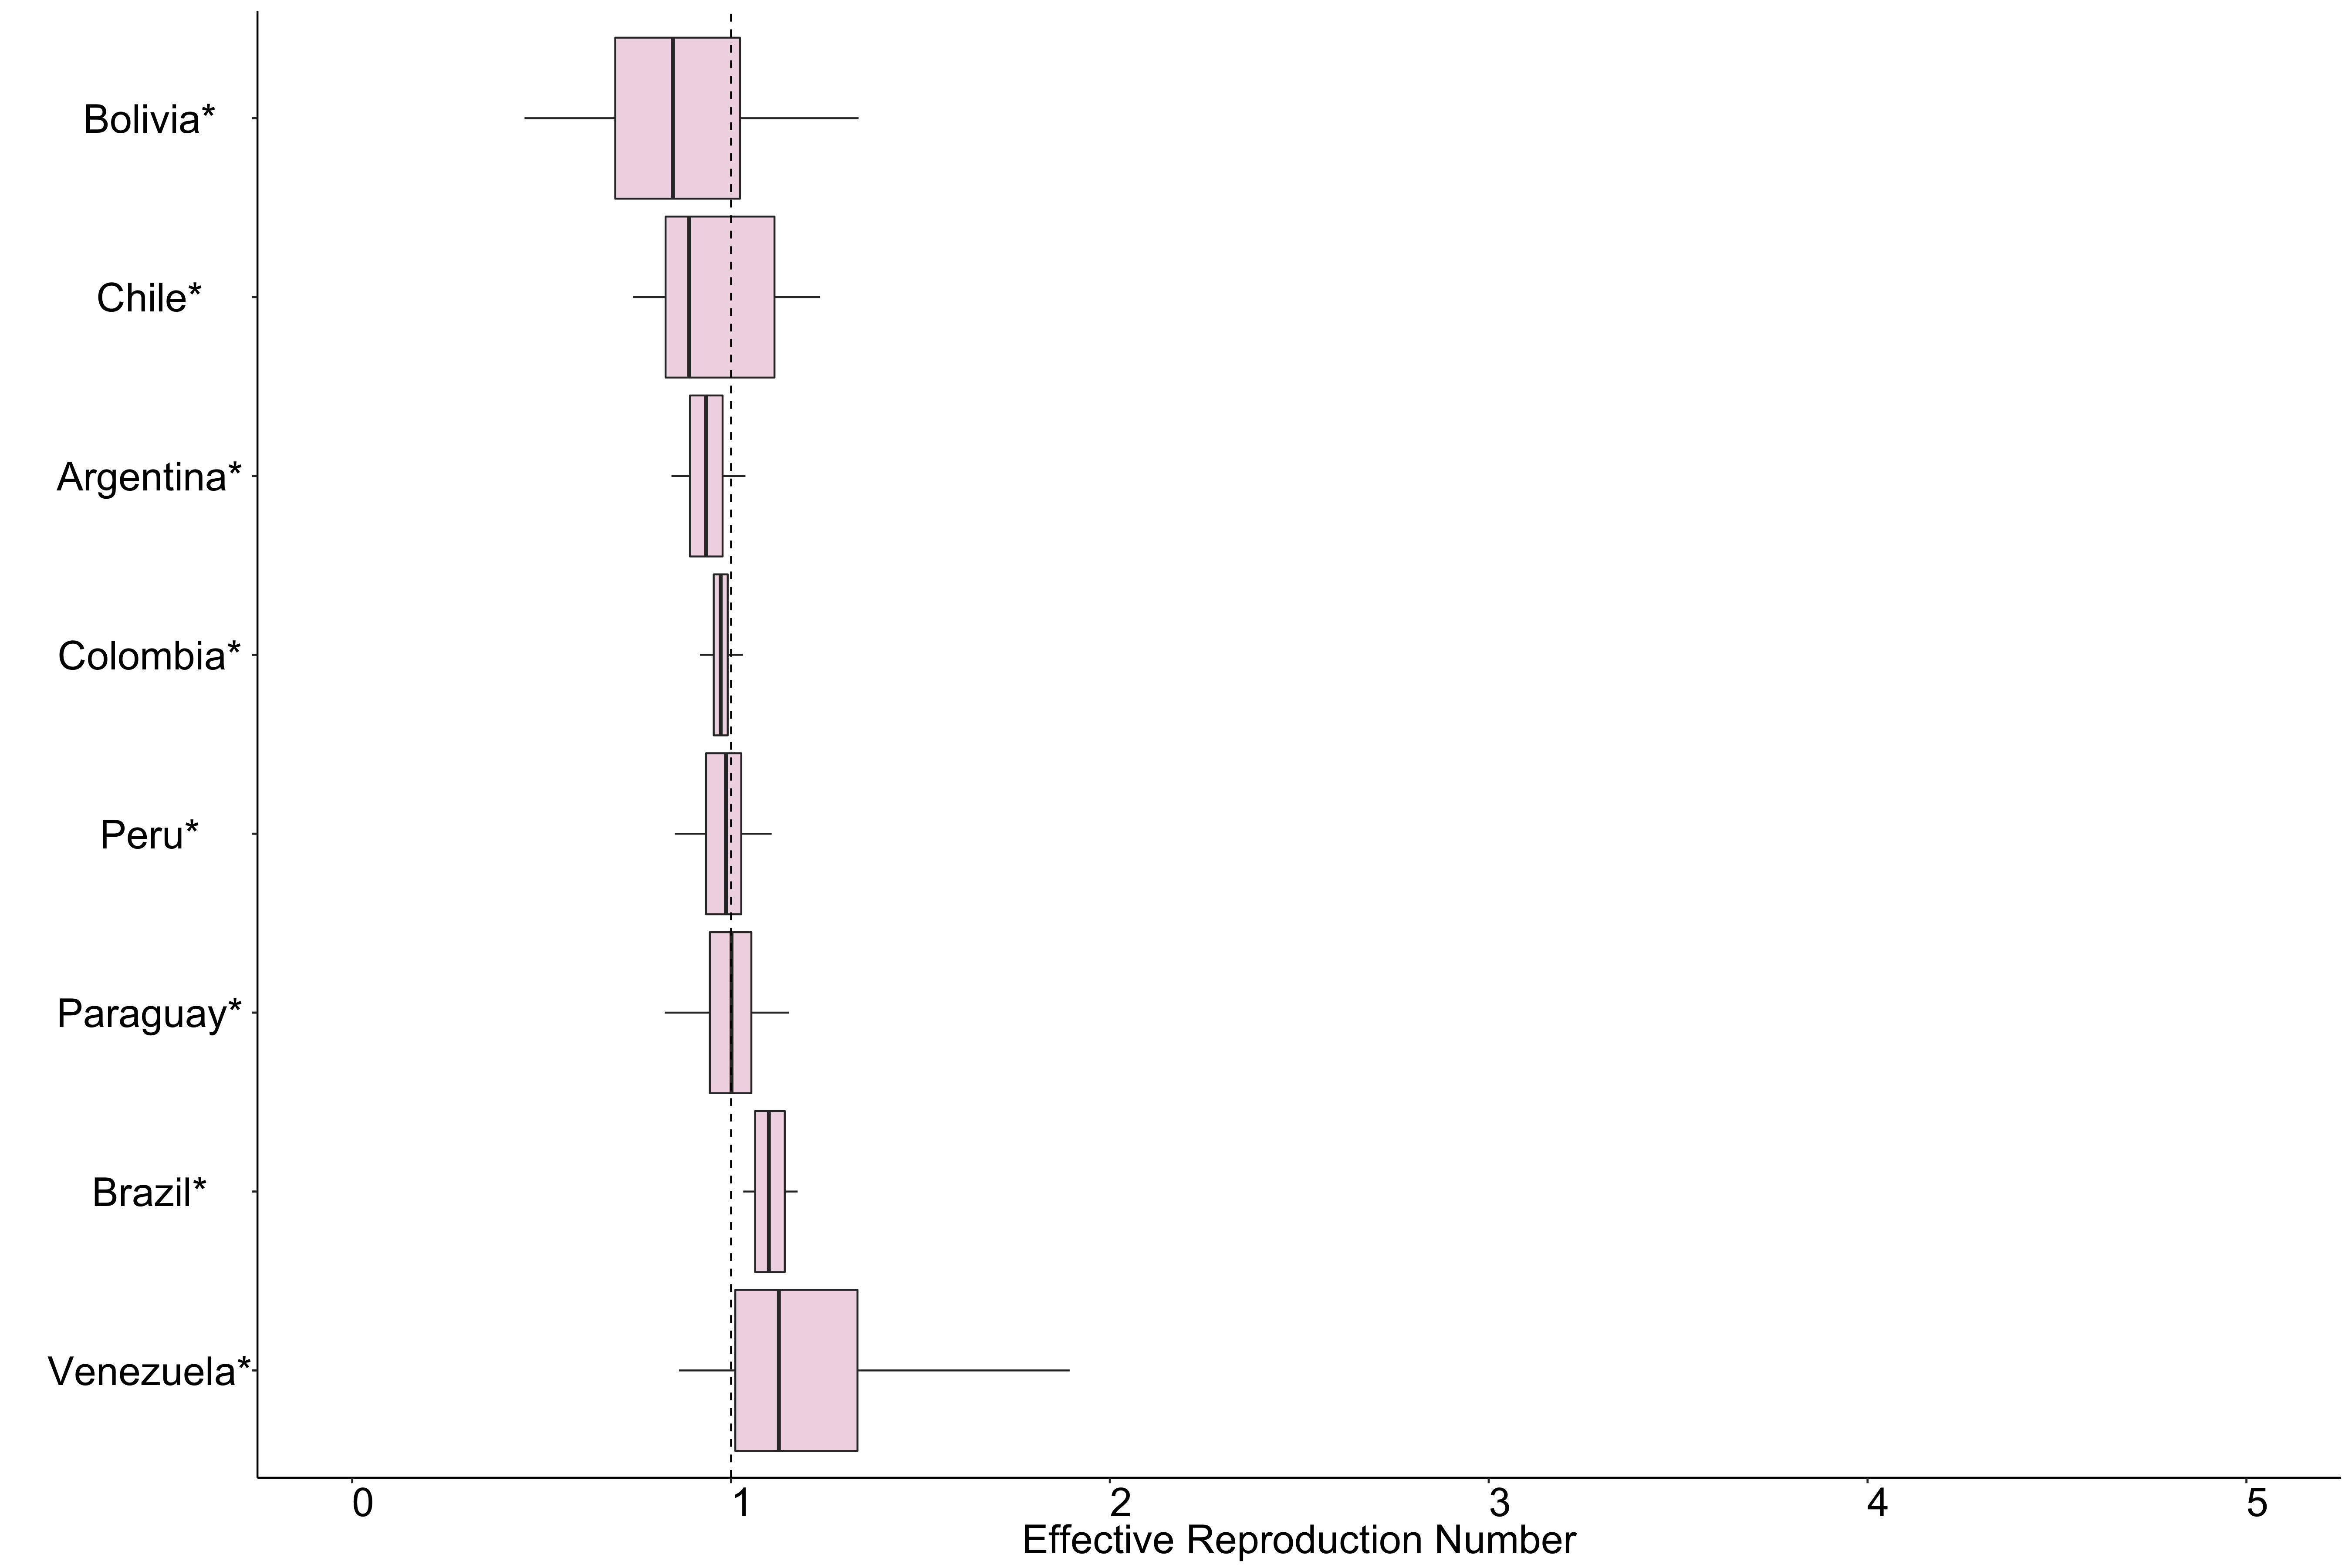 Bolivia*
Chile*
Argentina*
Colombia*
Peru*
Paraguay*
Brazil*
Venezuela*
0 1 2 3 4 5
Effective Reproduction Number